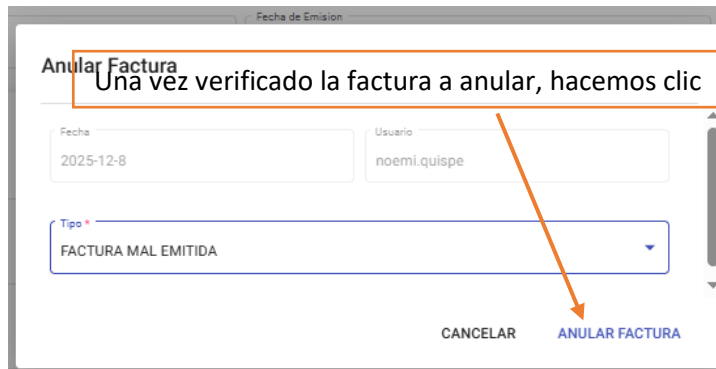 Fecha de Emision
Anular Factura
Una vez verificado la factura a anular, hacemos clic
Fecha
Usuario
2025-12-8
noemi.quispe
Tipo *
FACTURA MAL EMITIDA
CANCELAR
ANULAR FACTURA